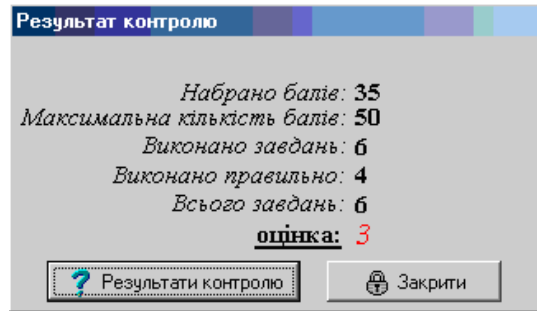 Результат контролю
Набрано балів: 35
Максимальна кількість балів: 50
Виконано завдань: 6
Виконано правильно: 4
Всього завдань: 6
оцінка: 3
Результати контролю
Закрити